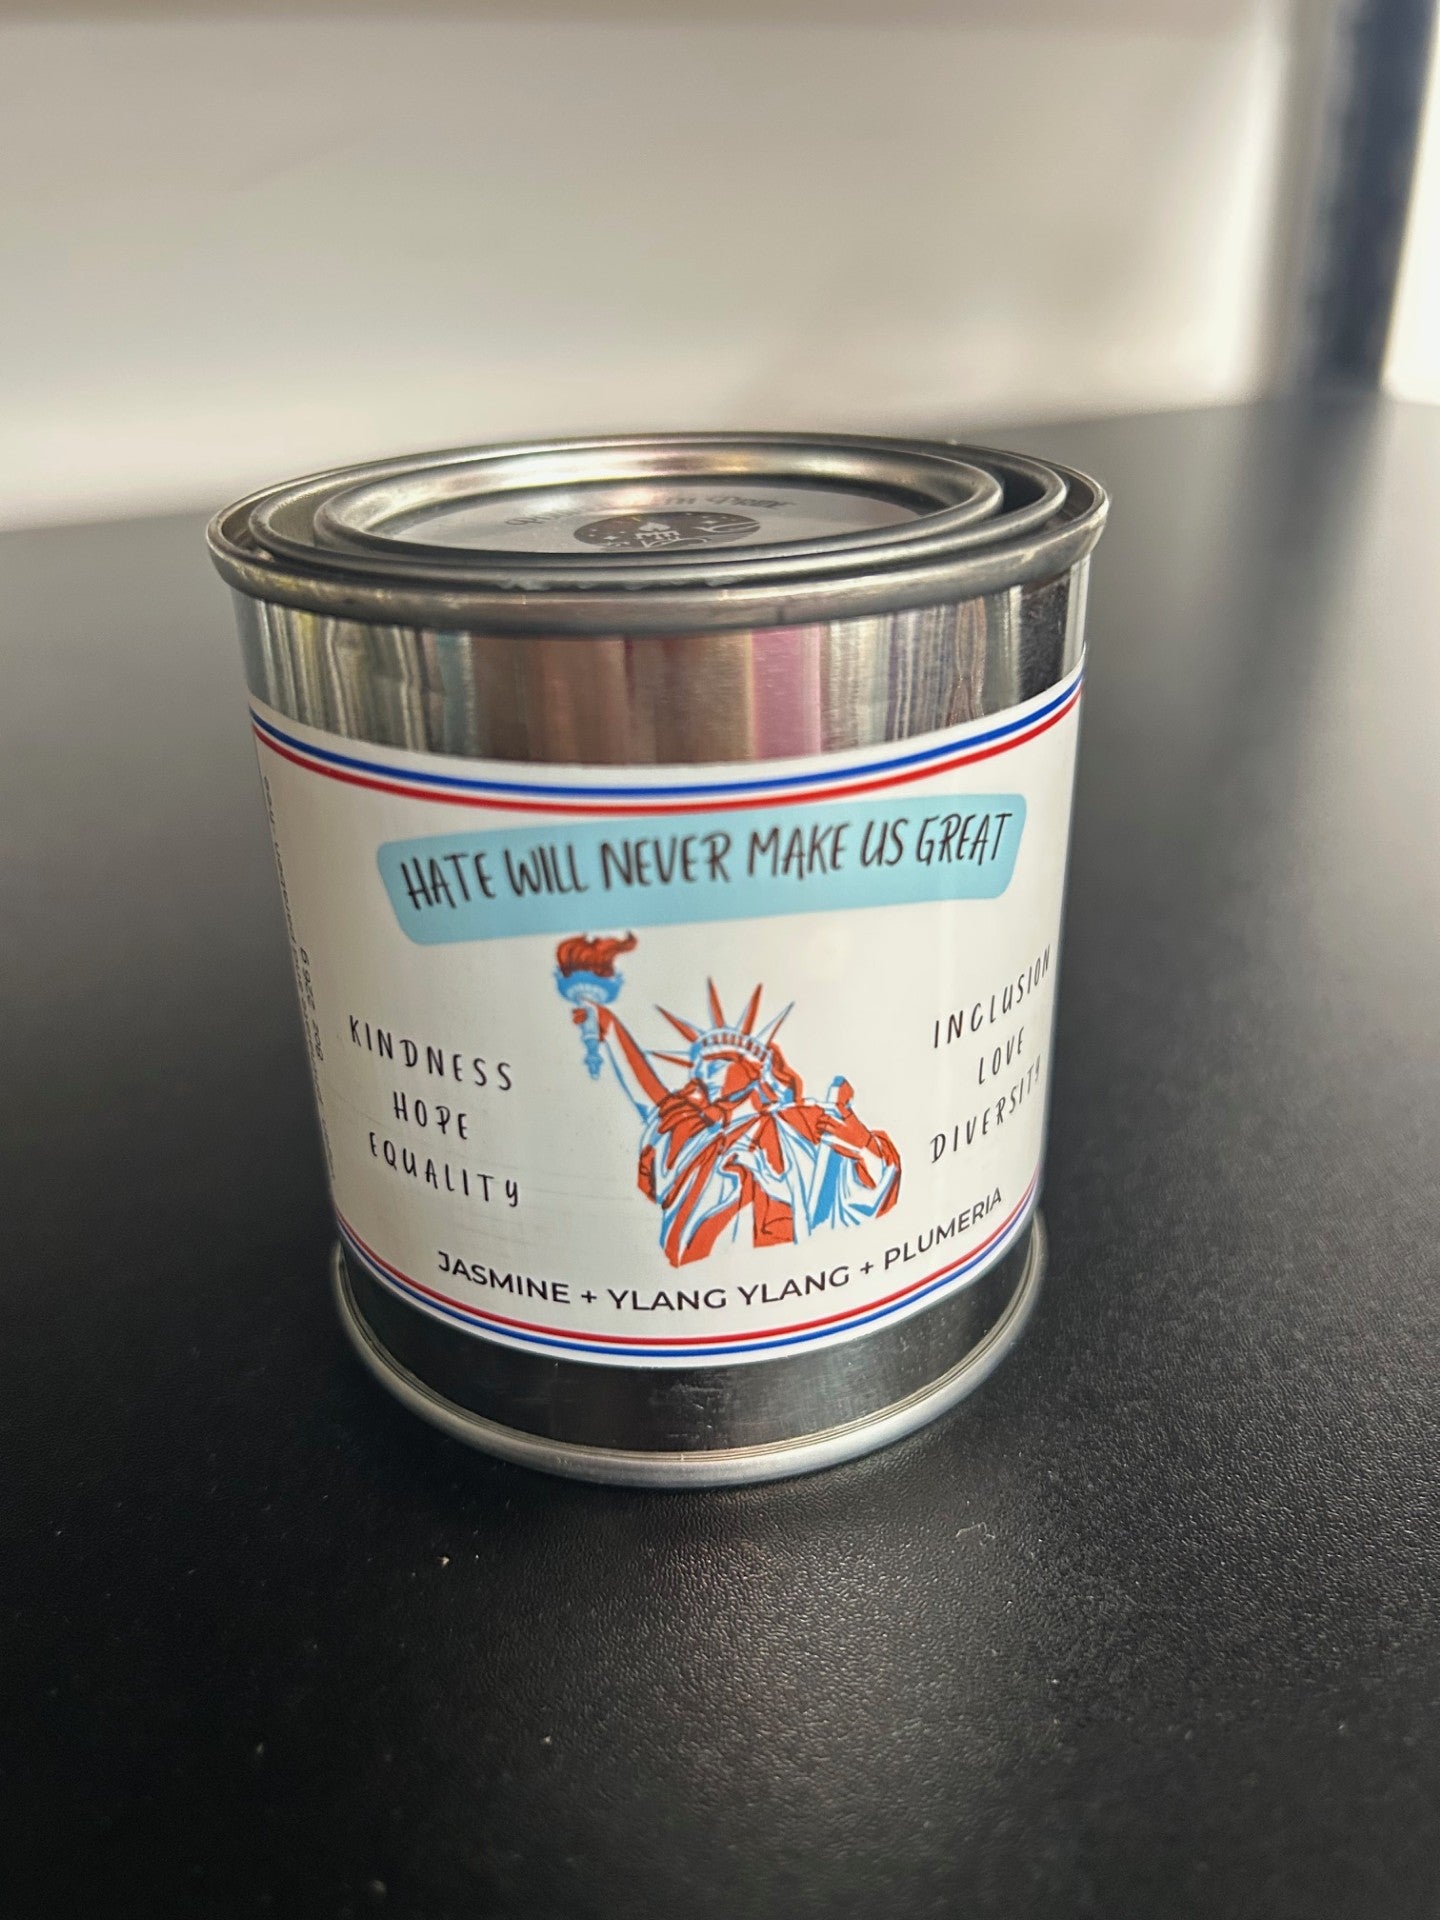 HATE WILL NEVER MAKE US GREAT
KINDNESS
HOPE
EQUALITY
INCLUSION
LOVE
DIVERSITY
JASMINE + YLANG YLANG + PLUMERIA